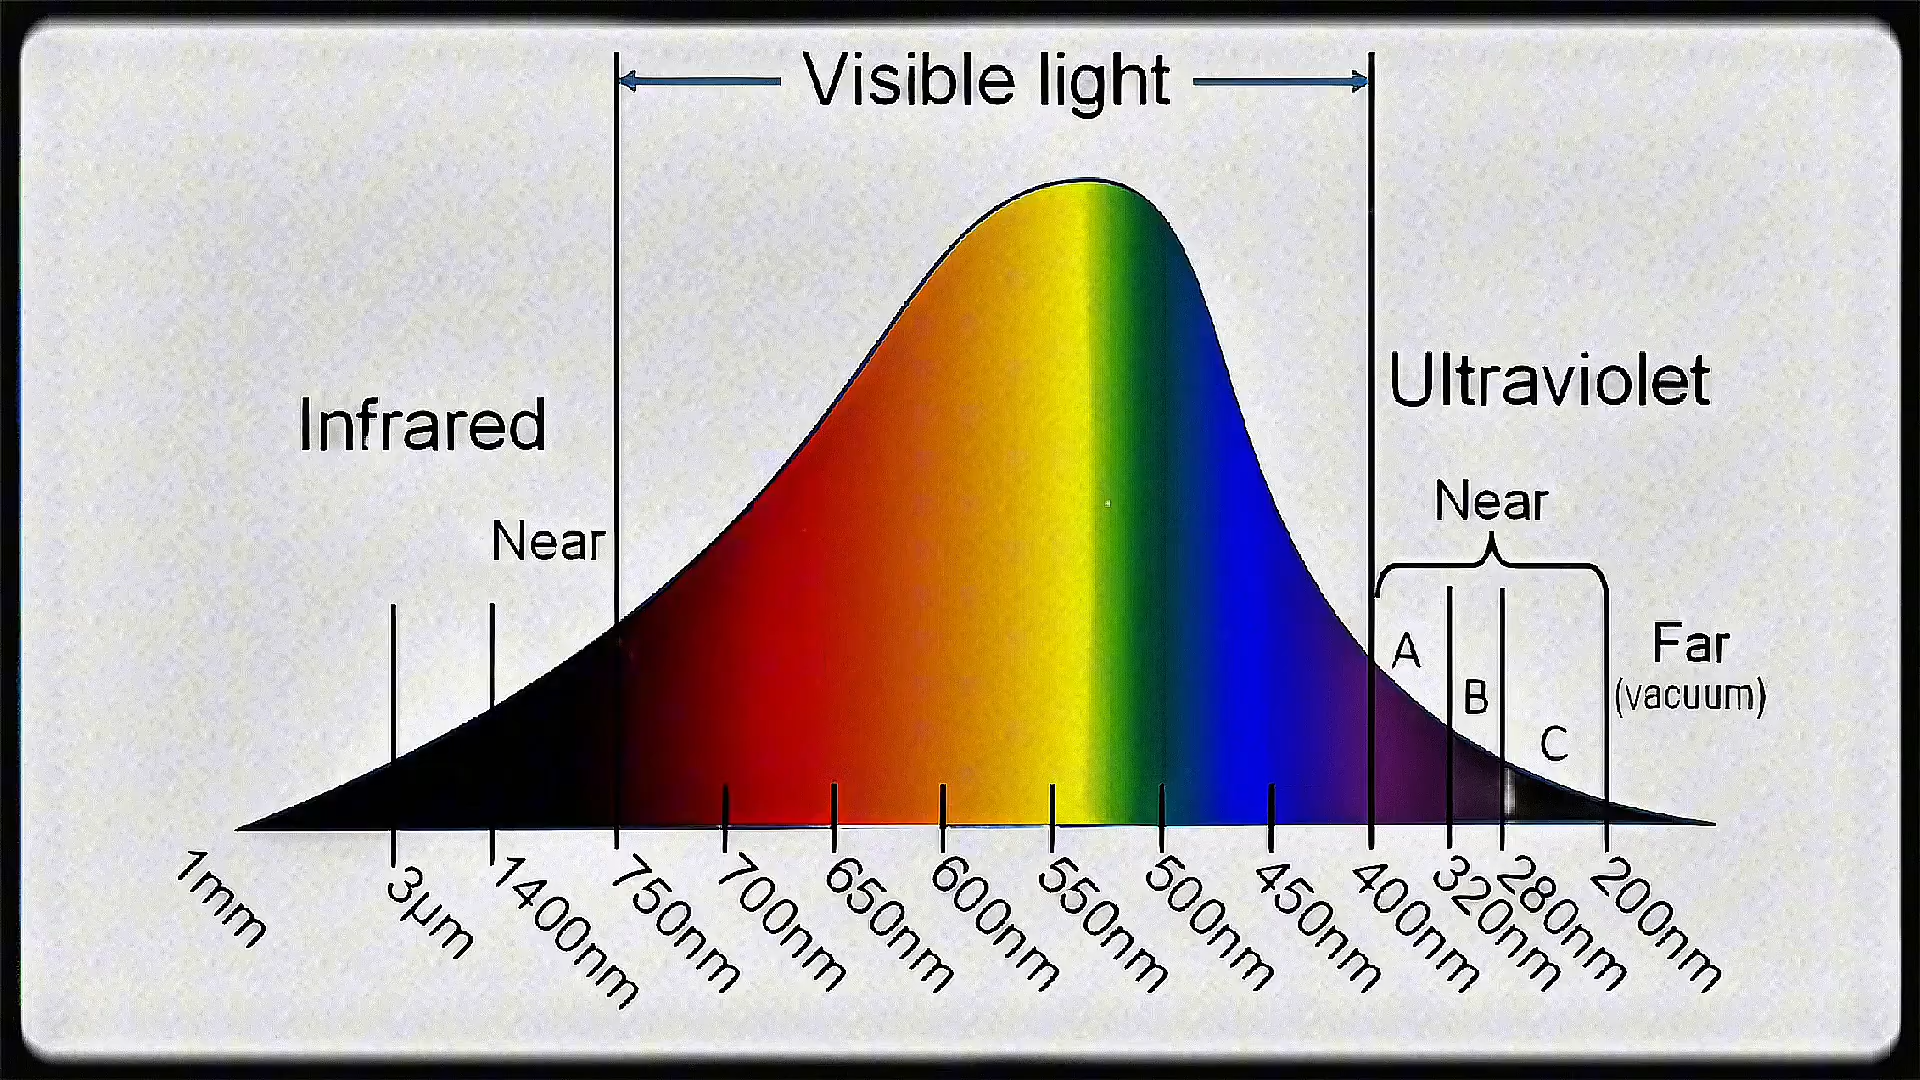 Visible light
Infrared
Ultraviolet
Near
Near
A
B
C
Far
(vacuum)
1mm
3µm
1400nm
750nm
700nm
650nm
600nm
550nm
500nm
450nm
400nm
320nm
280nm
200nm